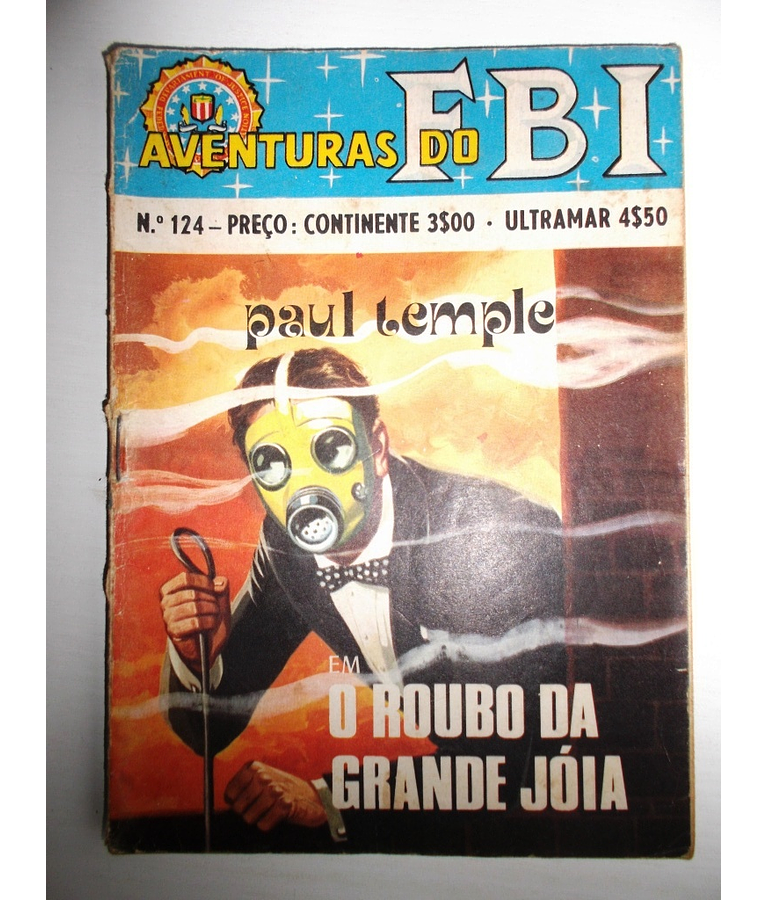 AVENTURAS DO FBI
N.º 124 – PREÇO: CONTINENTE 3$00 · ULTRAMAR 4$50
paul temple
EM
O ROUBO DA
GRANDE JÓIA